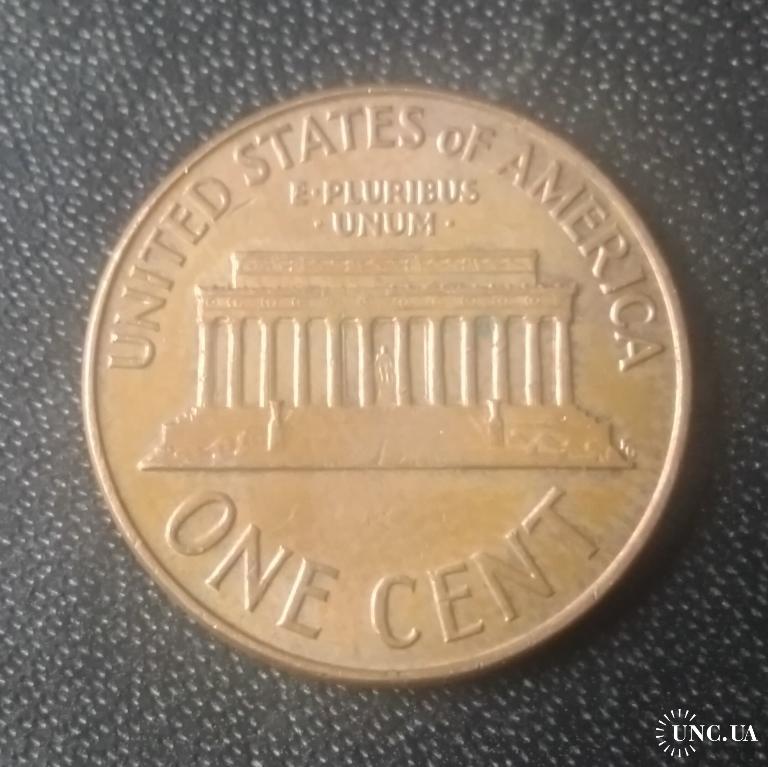 UNITED STATES OF AMERICA
E·PLURIBUS
·UNUM·
ONE CENT
UNC.UA